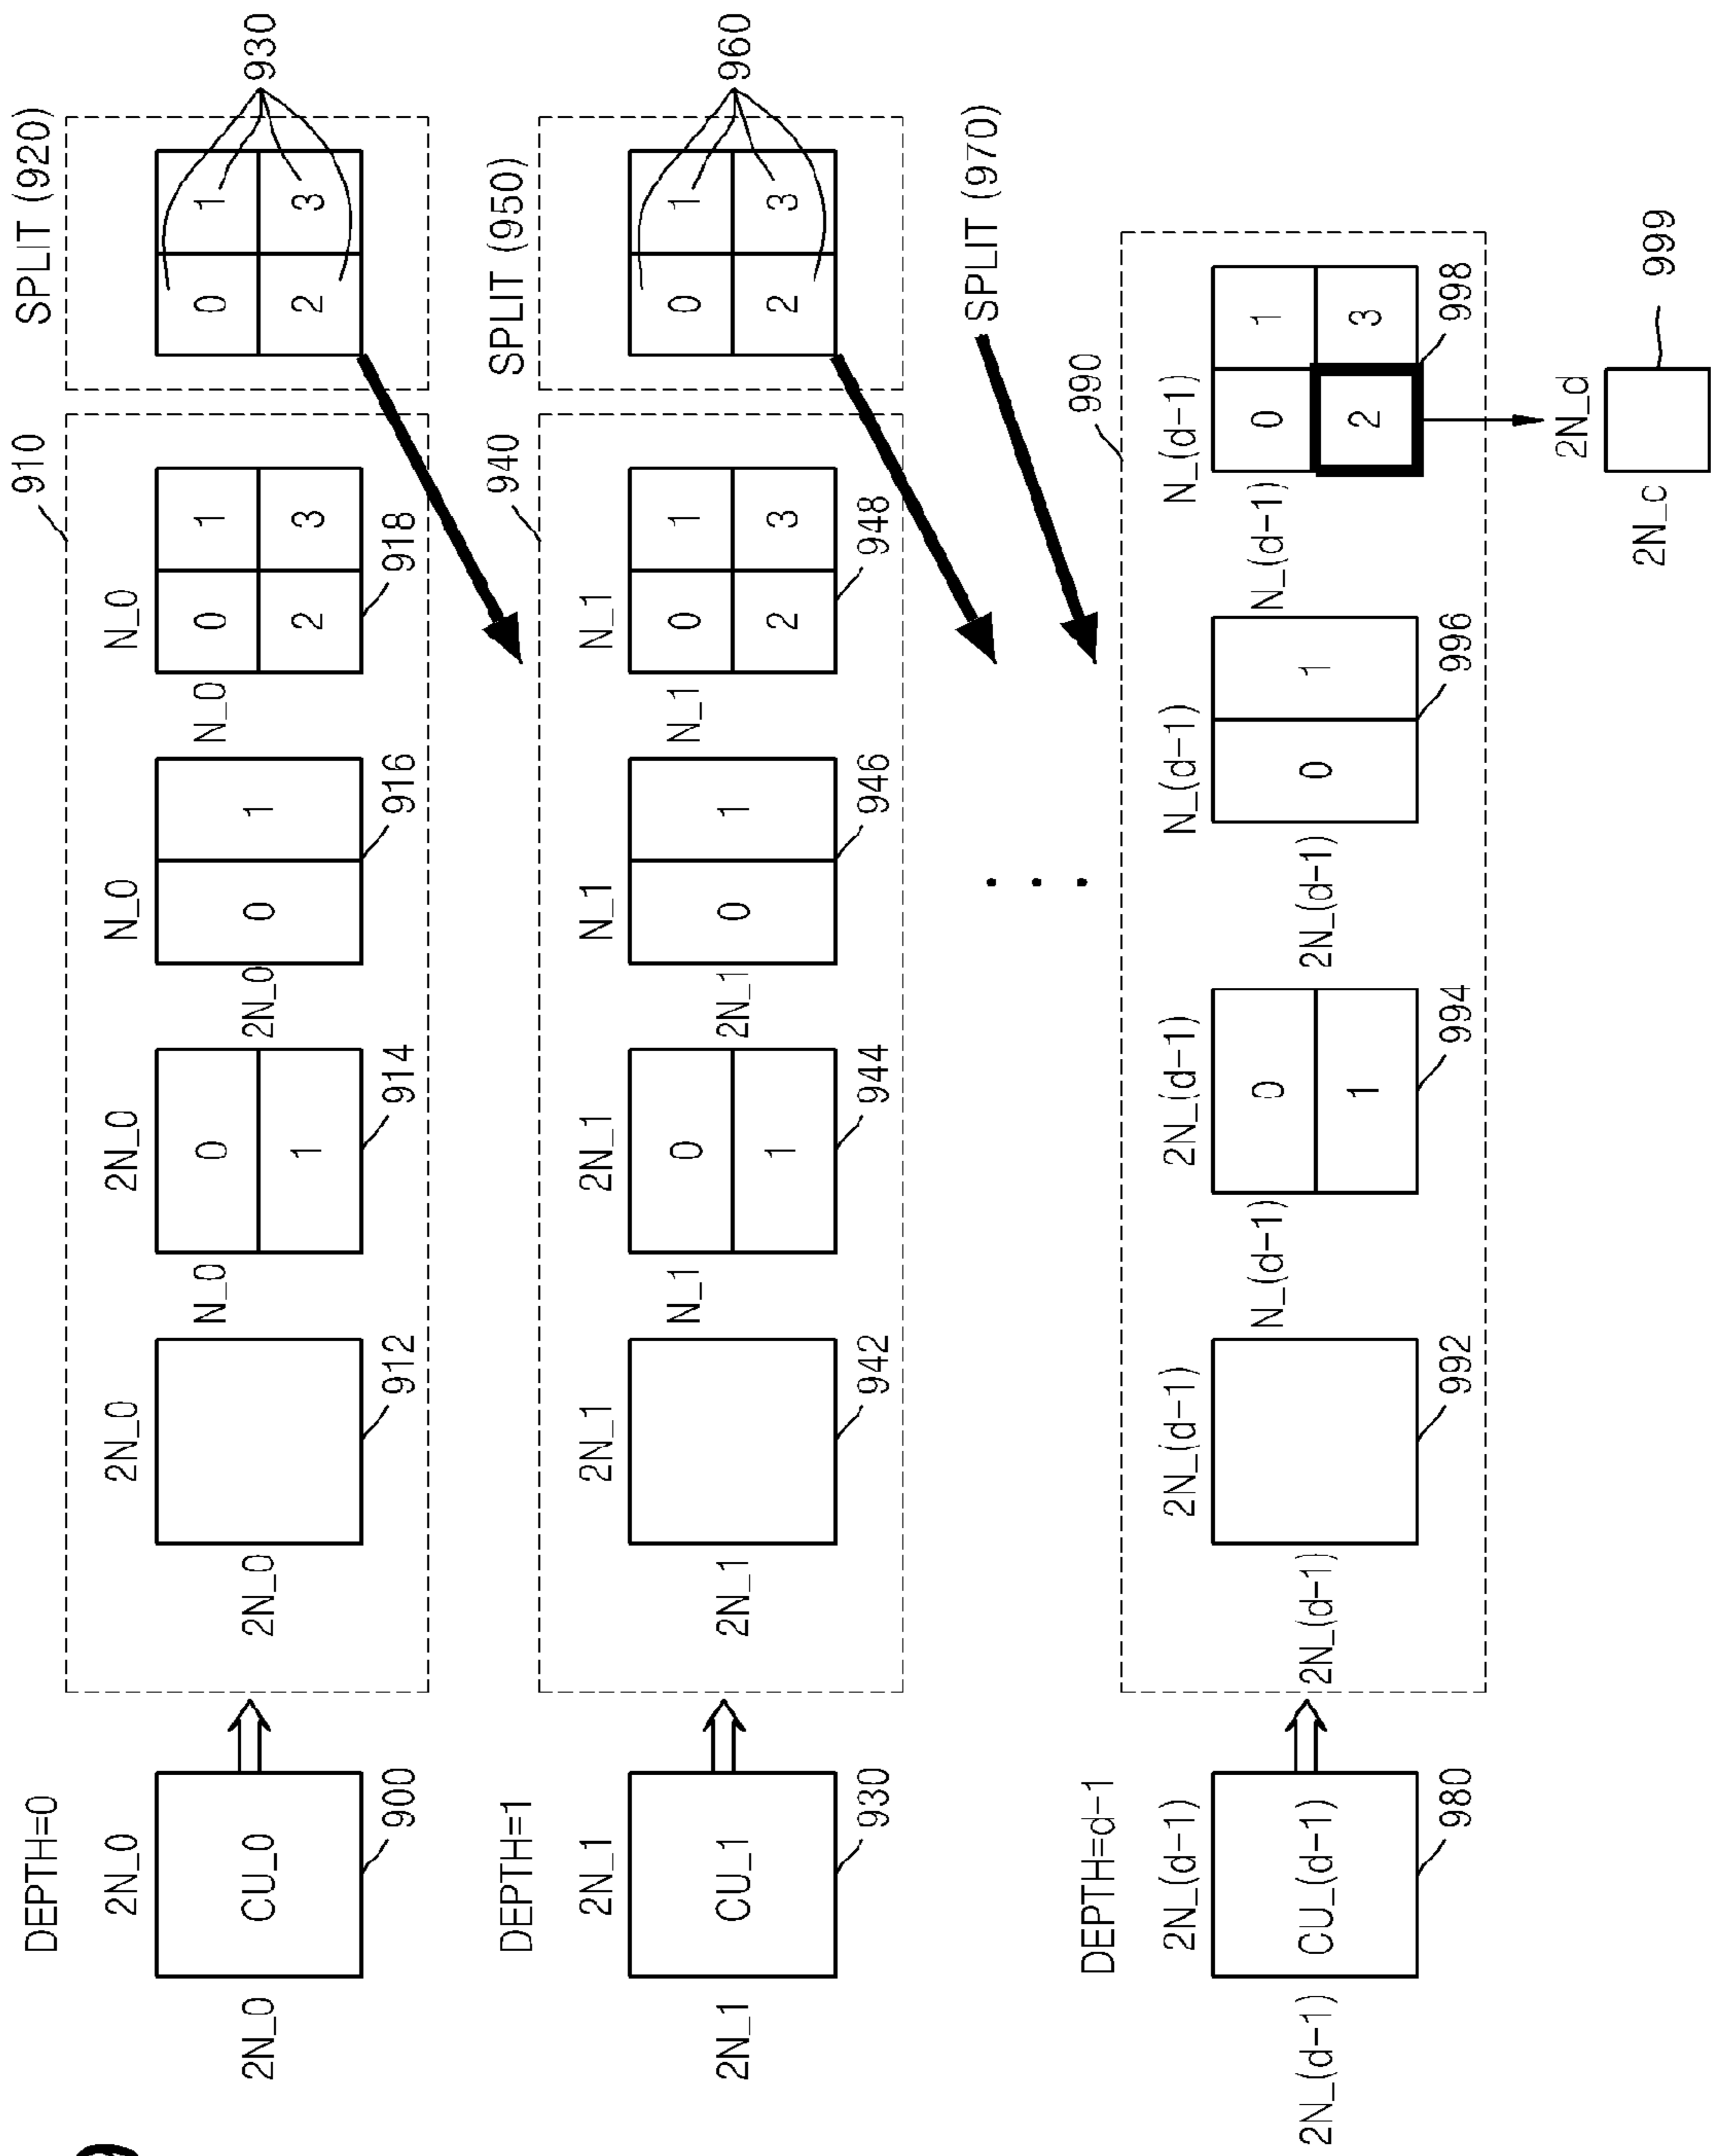 9
DEPTH=0
2N_0
2N_0
CU_0
900
910
2N_0
2N_0
912
2N_0
N_0
0
1
914
N_0
2N_0
0
1
916
N_0
N_0
0
1
2
3
918
SPLIT (920)
0
1
2
3
930
DEPTH=1
2N_1
2N_1
CU_1
930
940
2N_1
2N_1
942
2N_1
N_1
0
1
944
N_1
2N_1
0
1
946
N_1
N_1
0
1
2
3
948
SPLIT (950)
0
1
2
3
960
SPLIT (970)
DEPTH=d-1
2N_(d-1)
2N_(d-1)
CU_(d-1)
980
990
2N_(d-1)
2N_(d-1)
992
2N_(d-1)
N_(d-1)
0
1
994
N_(d-1)
2N_(d-1)
0
1
996
N_(d-1)
N_(d-1)
0
1
2
3
998
2N_d
2N_c
999